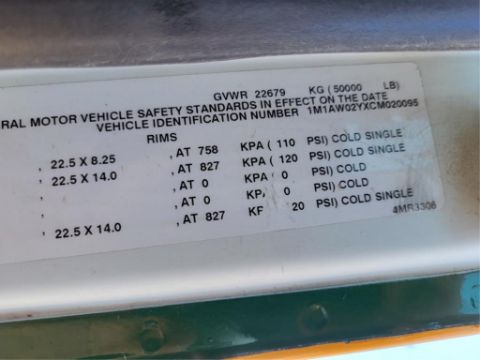 GVWR 22679 KG ( 50000 LB)
ERAL MOTOR VEHICLE SAFETY STANDARDS IN EFFECT ON THE DATE
VEHICLE IDENTIFICATION NUMBER 1M1AW02YXCM020095
RIMS
, 22.5 X 8.25 , AT 758 KPA ( 110 PSI) COLD SINGLE
, 22.5 X 14.0 , AT 827 KPA ( 120 PSI) COLD SINGLE
, , AT 0 KPA ( 0 PSI) COLD
, , AT 0 KPA 0 PSI) COLD
, 22.5 X 14.0 , AT 827 KP 20 PSI) COLD SINGLE
4MR3306